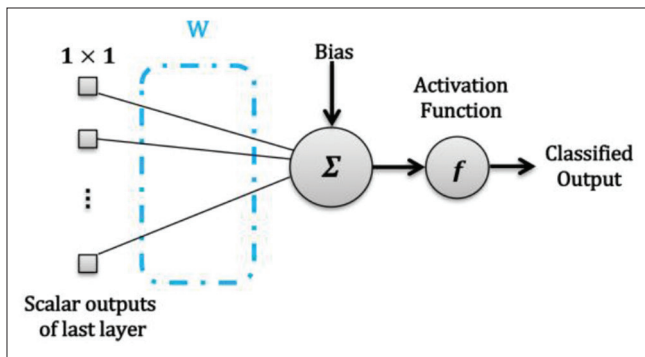 W
1 × 1
Bias
Activation
Function
Σ
f
Classified
Output
⋮
Scalar outputs
of last layer